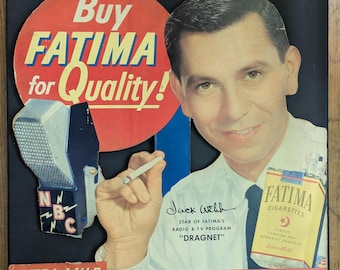 Buy
FATIMA
for Quality!
NBC
Jack Webb
STAR OF FATIMA'S
RADIO & TV PROGRAM
"DRAGNET"
FATIMA
CIGARETTES